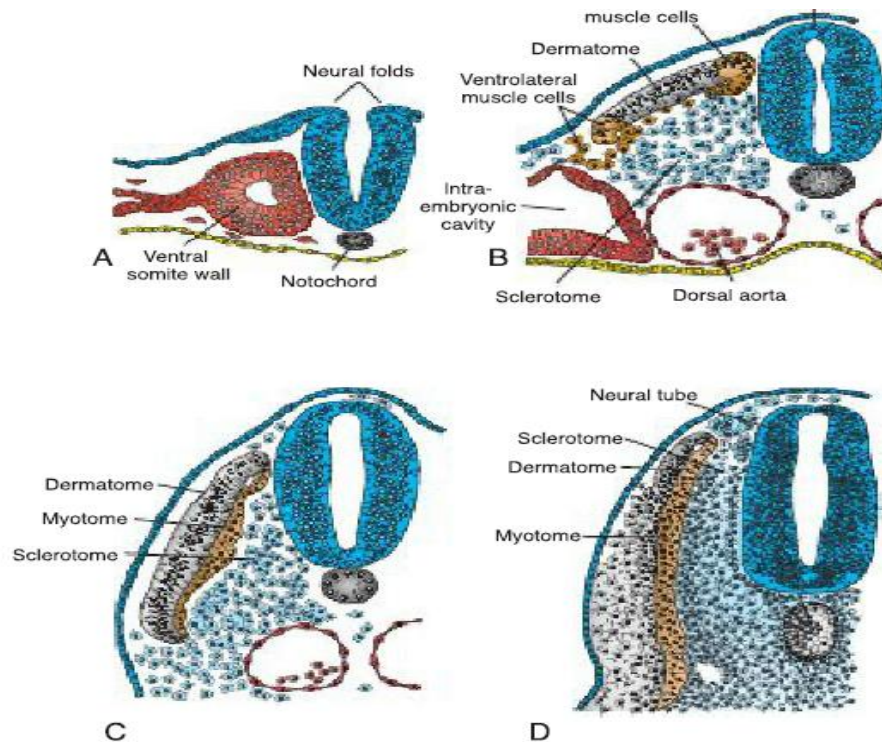 Neural folds
Ventral
somite wall
Notochord
A
muscle cells
Dermatome
Ventrolateral
muscle cells
Intra-
embryonic
cavity
B
Sclerotome
Dorsal aorta
Dermatome
Myotome
Sclerotome
C
Neural tube
Sclerotome
Dermatome
Myotome
D